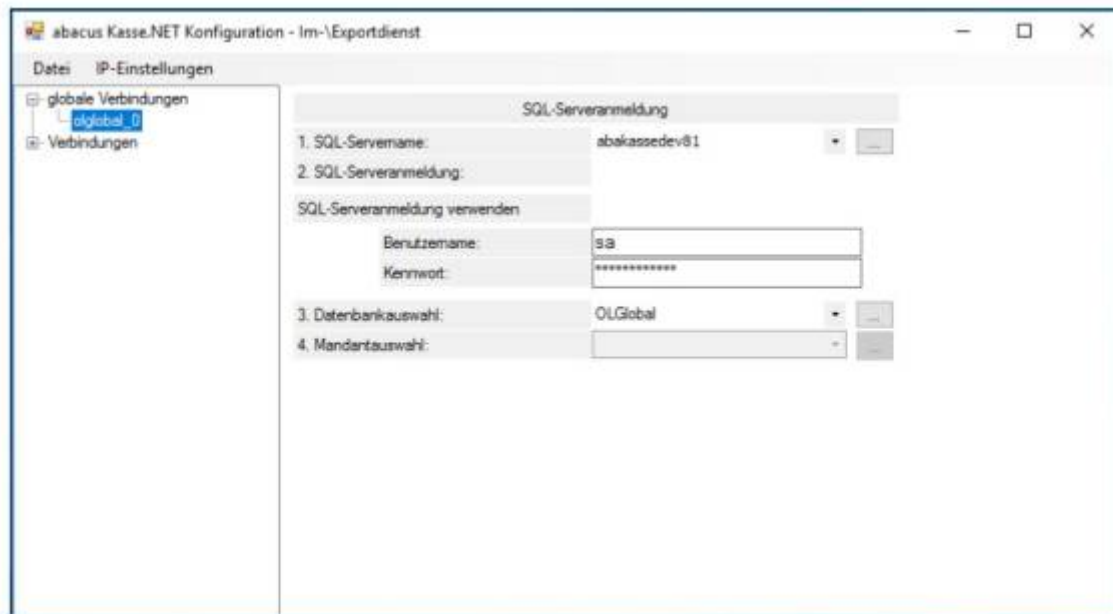 abacus Kasse.NET Konfiguration - Im-\Exportdienst
Datei IP-Einstellungen
globale Verbindungen
olglobal_0
Verbindungen
SQL-Serveranmeldung
1. SQL-Servername: abakassedev81 ...
2. SQL-Serveranmeldung:
SQL-Serveranmeldung verwenden
Benutzername: sa
Kennwort: ************
3. Datenbankauswahl: OLGlobal ...
4. Mandantauswahl: ...